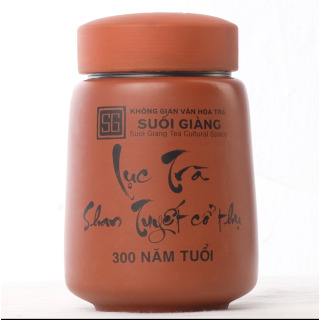 SG
KHÔNG GIAN VĂN HÓA TRÀ
SUỐI GIÀNG
Suoi Giang Tea Cultural Space
Lục Trà
Shan Tuyết cổ thụ
300 NĂM TUỔI